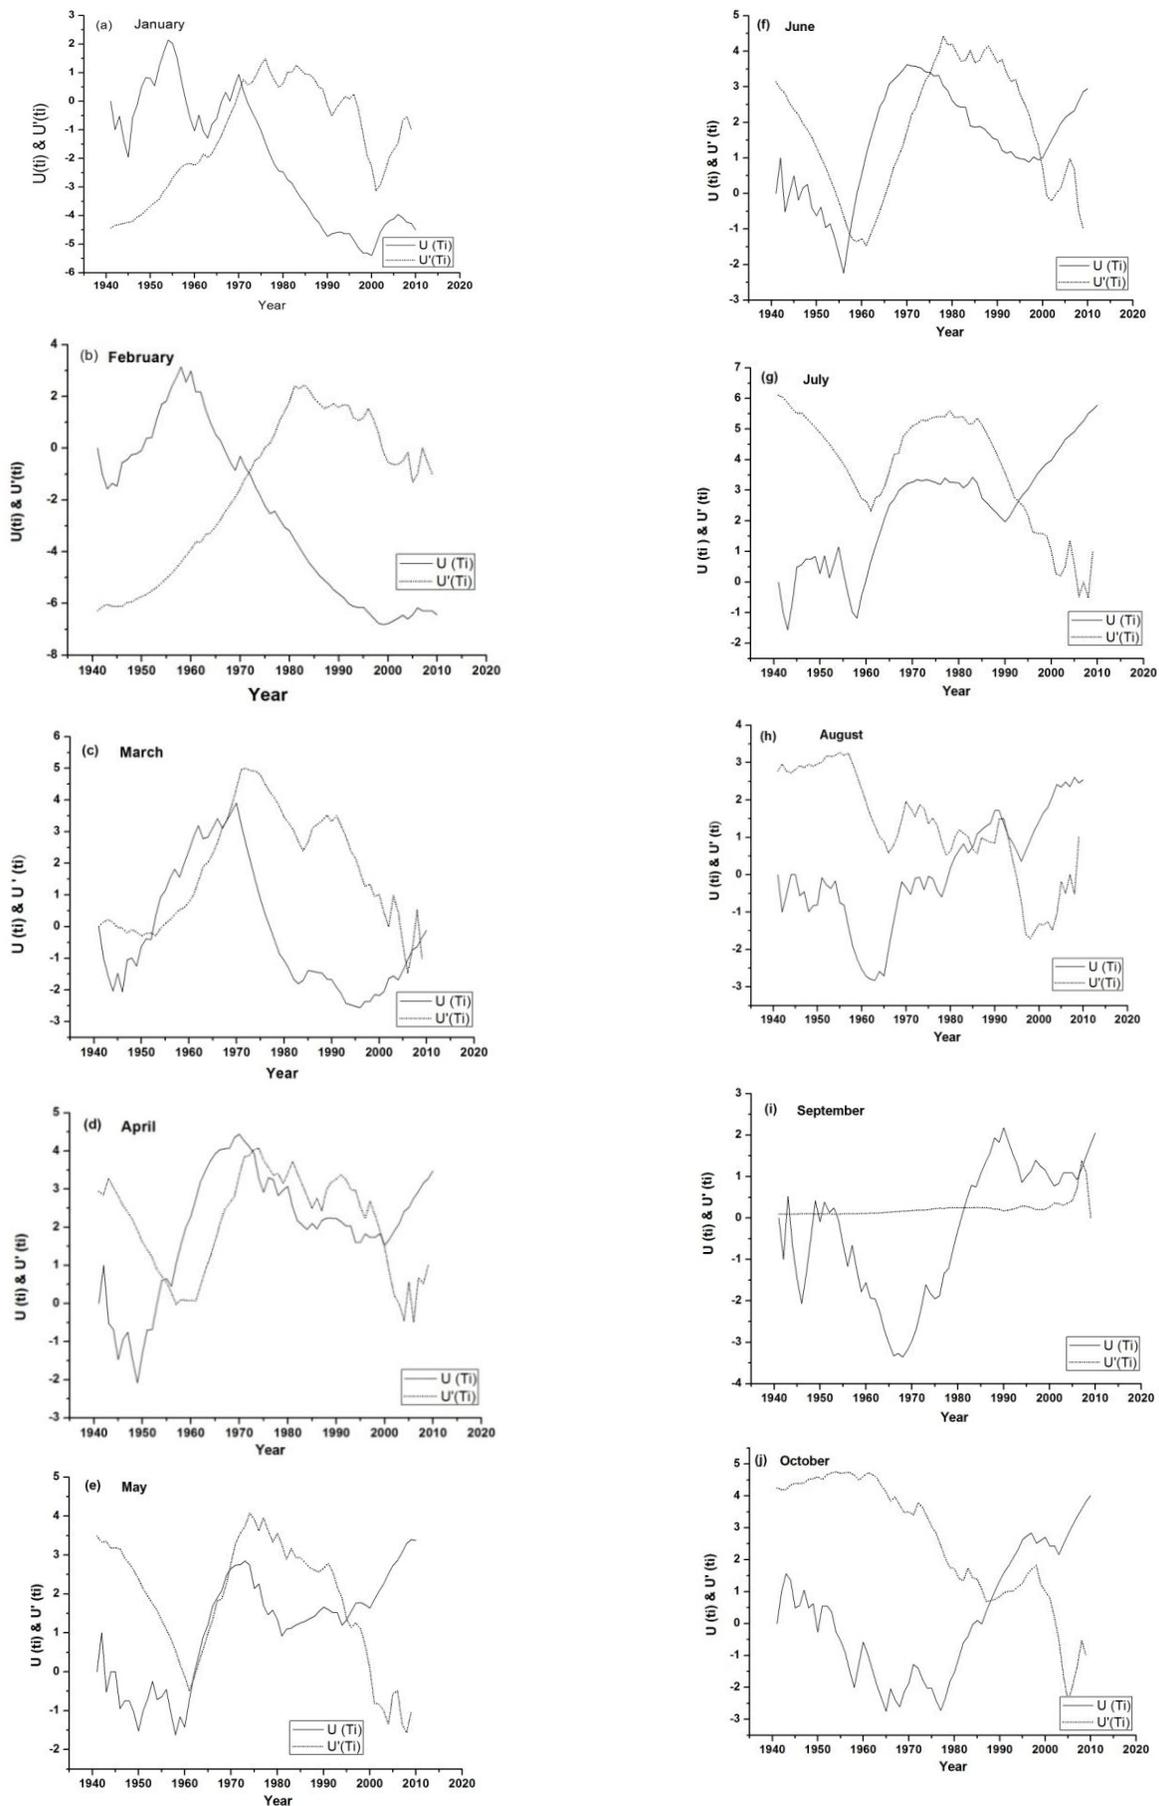 (a) January
3
2
1
0
-1
-2
-3
-4
-5
-6
U(ti) & U'(ti)
U (Ti)
U'(Ti)
1940 1950 1960 1970 1980 1990 2000 2010 2020
Year
(b) February
4
2
0
-2
-4
-6
-8
U(ti) & U'(ti)
U (Ti)
U'(Ti)
1940 1950 1960 1970 1980 1990 2000 2010 2020
Year
(c) March
6
5
4
3
2
1
0
-1
-2
-3
U (ti) & U ' (ti)
U (Ti)
U'(Ti)
1940 1950 1960 1970 1980 1990 2000 2010 2020
Year
(d) April
5
4
3
2
1
0
-1
-2
-3
U (ti) & U' (ti)
U (Ti)
U'(Ti)
1940 1950 1960 1970 1980 1990 2000 2010 2020
Year
(e) May
5
4
3
2
1
0
-1
-2
U (ti) & U' (ti)
U (Ti)
U'(Ti)
1940 1950 1960 1970 1980 1990 2000 2010 2020
Year
(f) June
5
4
3
2
1
0
-1
-2
-3
U (ti) & U' (ti)
U (Ti)
U'(Ti)
1940 1950 1960 1970 1980 1990 2000 2010 2020
Year
(g) July
7
6
5
4
3
2
1
0
-1
-2
U (ti ) & U' (ti)
U (Ti)
U'(Ti)
1940 1950 1960 1970 1980 1990 2000 2010 2020
Year
(h) August
4
3
2
1
0
-1
-2
-3
U (ti) & U' (ti)
U (Ti)
U'(Ti)
1940 1950 1960 1970 1980 1990 2000 2010 2020
Year
(i) September
3
2
1
0
-1
-2
-3
-4
U (ti) & U' (ti)
U (Ti)
U'(Ti)
1940 1950 1960 1970 1980 1990 2000 2010 2020
Year
(j) October
5
4
3
2
1
0
-1
-2
-3
U (ti) & U' (ti)
U (Ti)
U'(Ti)
1940 1950 1960 1970 1980 1990 2000 2010 2020
Year